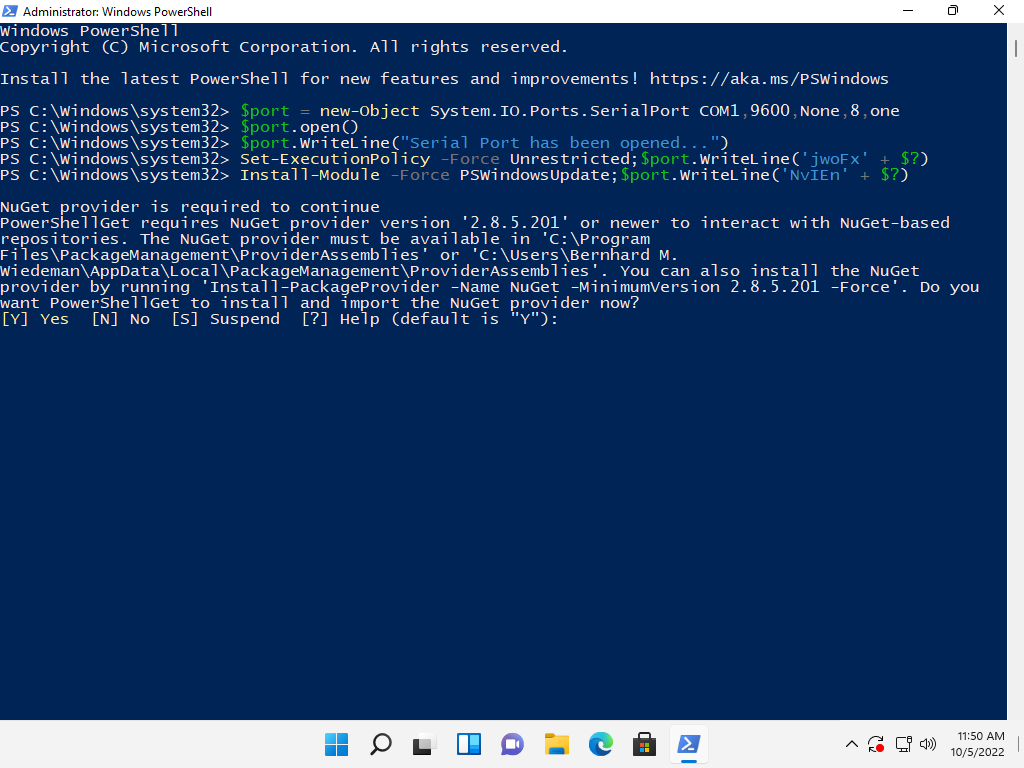 Administrator: Windows PowerShell
Windows PowerShell
Copyright (C) Microsoft Corporation. All rights reserved.
Install the latest PowerShell for new features and improvements! https://aka.ms/PSWindows
PS C:\Windows\system32> $port = new-Object System.IO.Ports.SerialPort COM1,9600,None,8,one
PS C:\Windows\system32> $port.open()
PS C:\Windows\system32> $port.WriteLine("Serial Port has been opened...")
PS C:\Windows\system32> Set-ExecutionPolicy -Force Unrestricted;$port.WriteLine('jwoFx' + $?)
PS C:\Windows\system32> Install-Module -Force PSWindowsUpdate;$port.WriteLine('NvIEn' + $?)
NuGet provider is required to continue
PowerShellGet requires NuGet provider version '2.8.5.201' or newer to interact with NuGet-based
repositories. The NuGet provider must be available in 'C:\Program
Files\PackageManagement\ProviderAssemblies' or 'C:\Users\Bernhard M.
Wiedeman\AppData\Local\PackageManagement\ProviderAssemblies'. You can also install the NuGet
provider by running 'Install-PackageProvider -Name NuGet -MinimumVersion 2.8.5.201 -Force'. Do you
want PowerShellGet to install and import the NuGet provider now?
[Y] Yes  [N] No  [S] Suspend  [?] Help (default is "Y"):
11:50 AM
10/5/2022